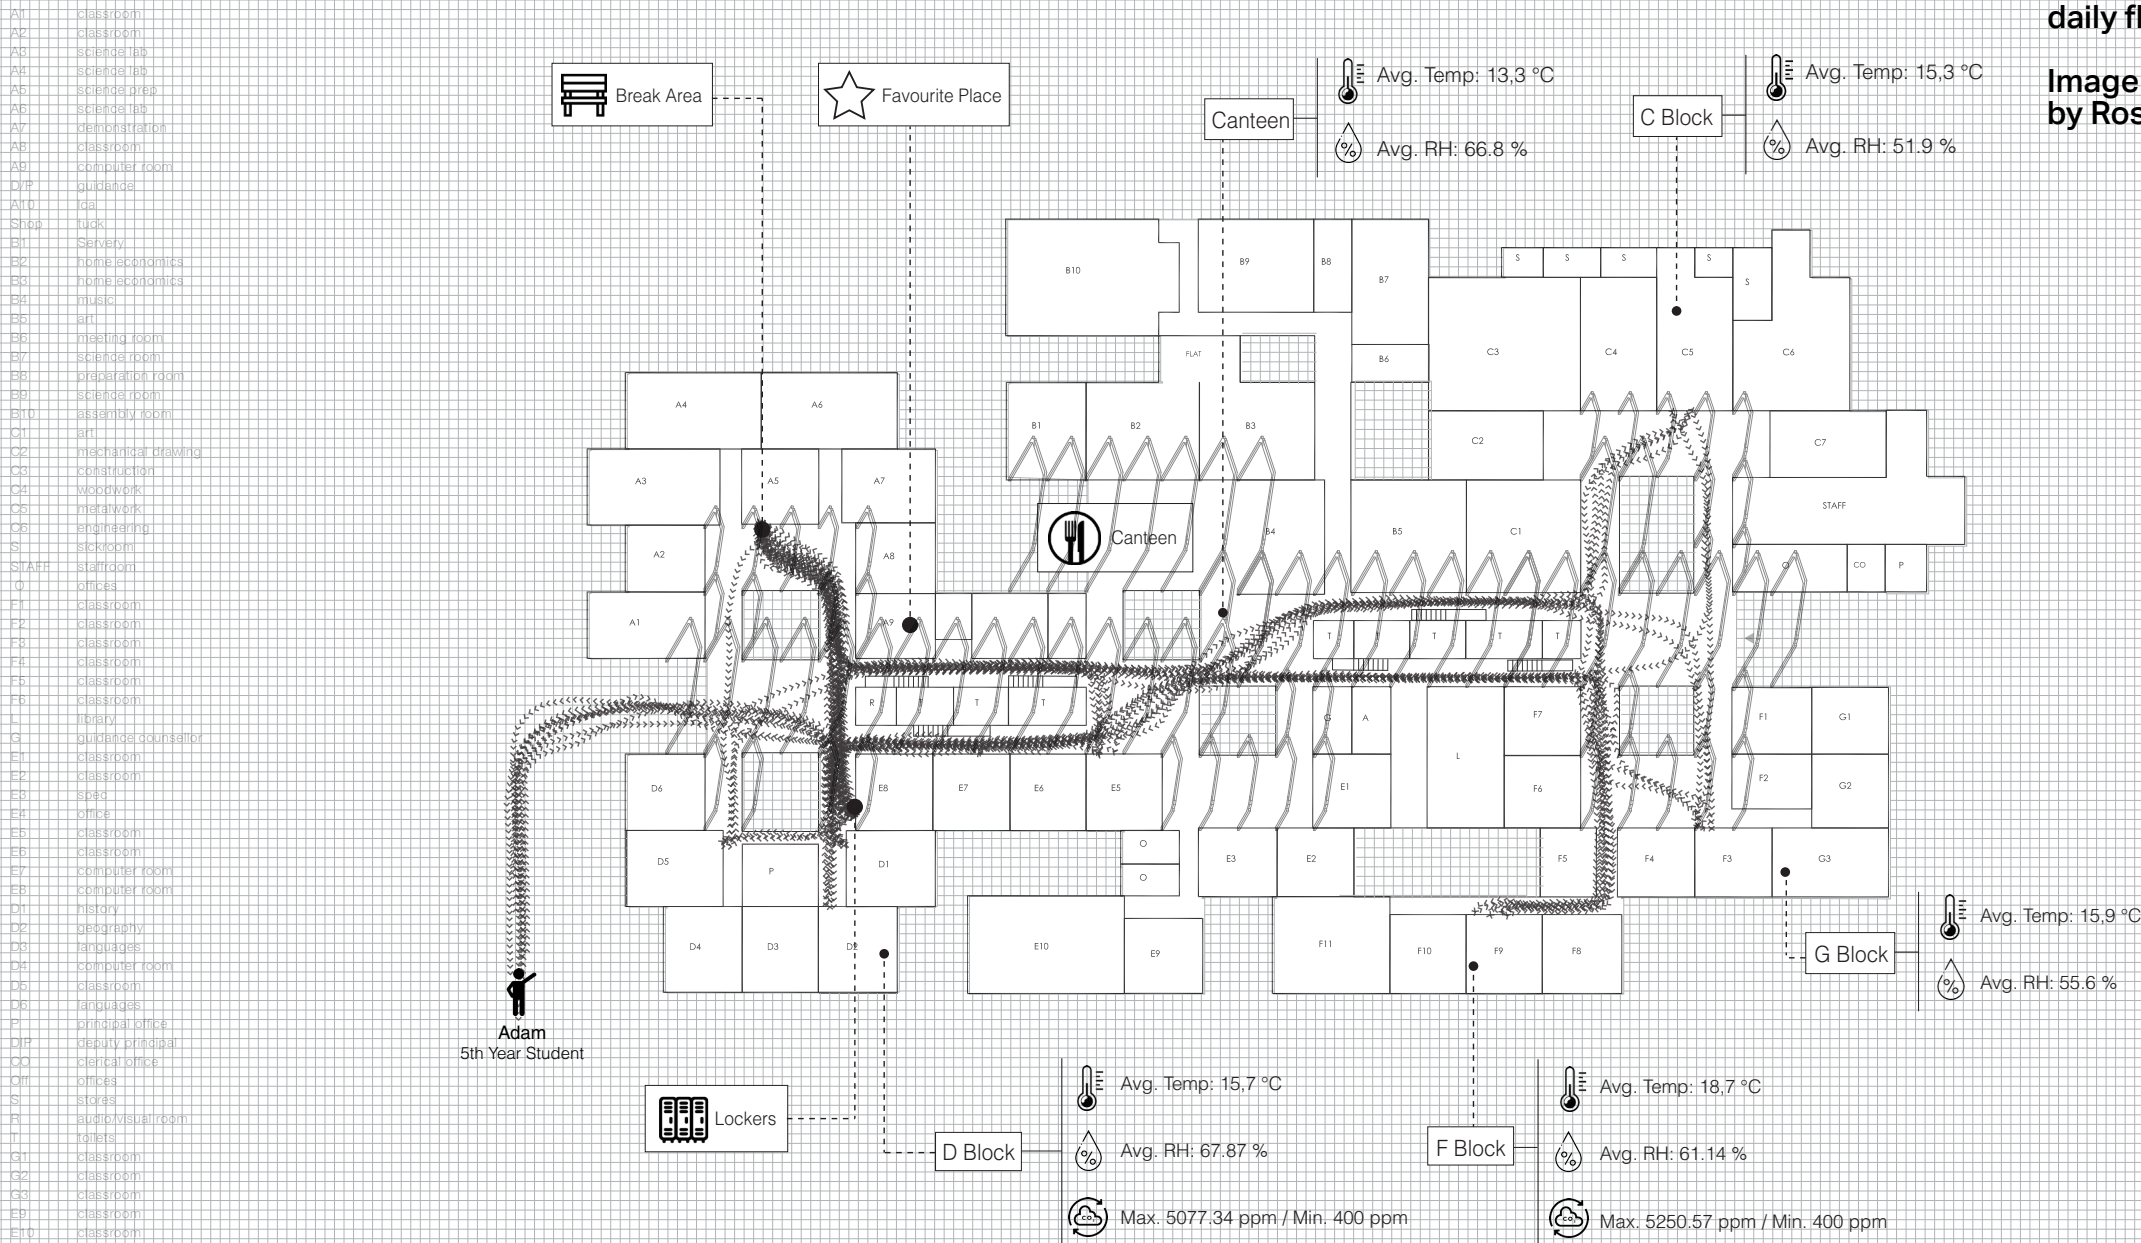 A1 classroom
A2 classroom
A3 science lab
A4 science lab
A5 science prep
A6 science lab
A7 demonstration
A8 classroom
A9 computer room
D/P guidance
A10 lca
Shop tuck
B1 Servery
B2 home economics
B3 home economics
B4 music
B5 art
B6 meeting room
B7 science room
B8 preparation room
B9 science room
B10 assembly room
C1 art
C2 mechanical drawing
C3 construction
C4 woodwork
C5 metalwork
C6 engineering
S sickroom
STAFF staffroom
O offices
F1 classroom
F2 classroom
F3 classroom
F4 classroom
F5 classroom
F6 classroom
L library
G guidance counsellor
E1 classroom
E2 classroom
E3 spec
E4 office
E5 classroom
E6 classroom
E7 computer room
E8 computer room
D1 history
D2 geography
D3 languages
D4 computer room
D5 classroom
D6 languages
P principal office
DIP deputy principal
CO clerical office
Off offices
S stores
R audio/visual room
T toilets
G1 classroom
G2 classroom
G3 classroom
E9 classroom
E10 classroom
daily fl
Image
by Ros
Break Area
Favourite Place
Canteen
Avg. Temp: 13,3 °C
Avg. RH: 66.8 %
C Block
Avg. Temp: 15,3 °C
Avg. RH: 51.9 %
B10
B9
B8
B7
S
S
S
S
S
FLAT
B6
C3
C4
C5
C6
A4
A6
B1
B2
B3
C2
C7
A3
A5
A7
STAFF
A2
A8
Canteen
B4
B5
C1
O
CO
P
A1
A9
T
T
T
T
T
R
T
T
T
G
A
F7
F1
G1
D6
E8
E7
E6
E5
E1
L
F6
F2
G2
D5
P
D1
O
O
E3
E2
F5
F4
F3
G3
D4
D3
D2
E10
E9
F11
F10
F9
F8
Adam
5th Year Student
G Block
Avg. Temp: 15,9 °C
Avg. RH: 55.6 %
Lockers
D Block
Avg. Temp: 15,7 °C
Avg. RH: 67.87 %
Max. 5077.34 ppm / Min. 400 ppm
F Block
Avg. Temp: 18,7 °C
Avg. RH: 61.14 %
Max. 5250.57 ppm / Min. 400 ppm